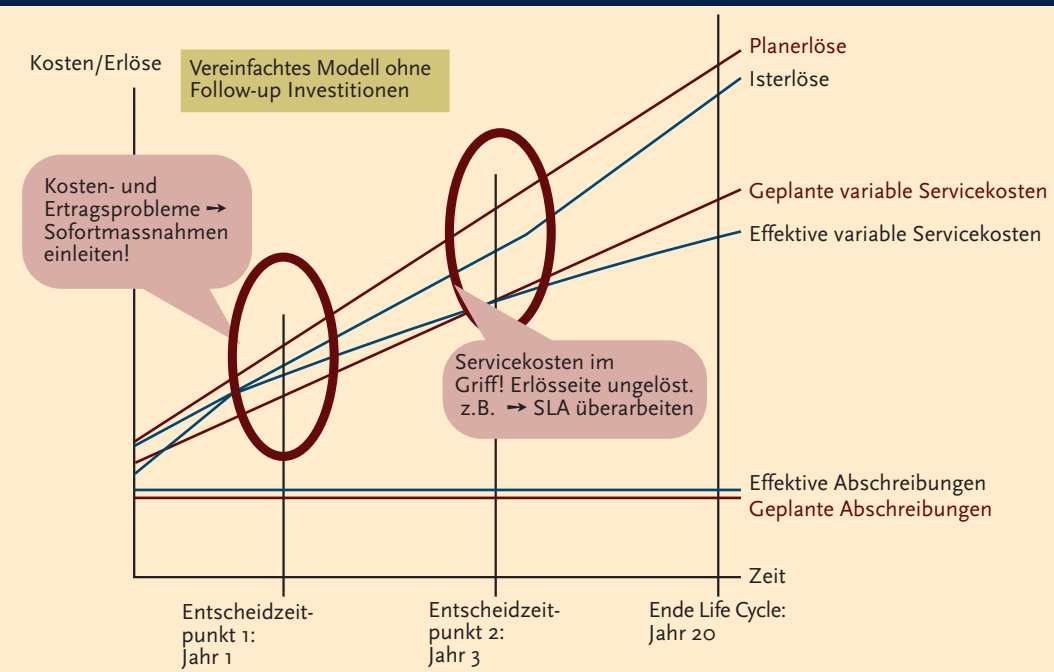 Kosten/Erlöse
Vereinfachtes Modell ohne
Follow-up Investitionen
Planerlöse
Isterlöse
Kosten- und
Ertragsprobleme ➞
Sofortmassnahmen
einleiten!
Geplante variable Servicekosten
Effektive variable Servicekosten
Servicekosten im
Griff! Erlösseite ungelöst.
z.B. ➞ SLA überarbeiten
Effektive Abschreibungen
Geplante Abschreibungen
Zeit
Entscheidzeit-
punkt 1:
Jahr 1
Entscheidzeit-
punkt 2:
Jahr 3
Ende Life Cycle:
Jahr 20